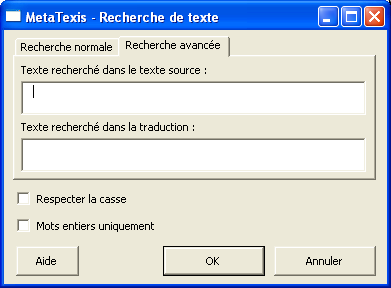 MetaTexis - Recherche de texte
Recherche normale Recherche avancée
Texte recherché dans le texte source :
Texte recherché dans la traduction :
Respecter la casse
Mots entiers uniquement
Aide OK Annuler